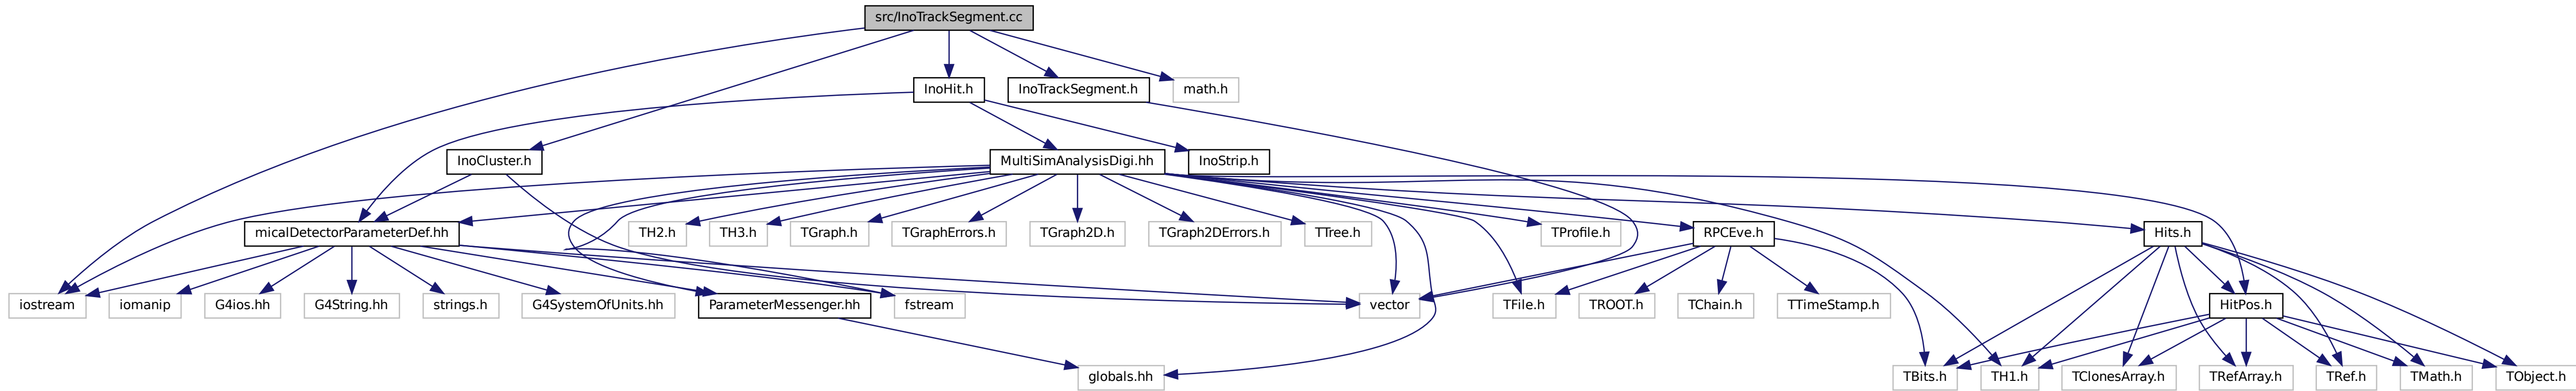 src/InoTrackSegment.cc
InoHit.h
InoTrackSegment.h
math.h
InoCluster.h
MultiSimAnalysisDigi.hh
InoStrip.h
micalDetectorParameterDef.hh
TH2.h
TH3.h
TGraph.h
TGraphErrors.h
TGraph2D.h
TGraph2DErrors.h
TTree.h
TProfile.h
RPCEve.h
Hits.h
iostream
iomanip
G4ios.hh
G4String.hh
strings.h
G4SystemOfUnits.hh
ParameterMessenger.hh
fstream
vector
TFile.h
TROOT.h
TChain.h
TTimeStamp.h
HitPos.h
globals.hh
TBits.h
TH1.h
TClonesArray.h
TRefArray.h
TRef.h
TMath.h
TObject.h